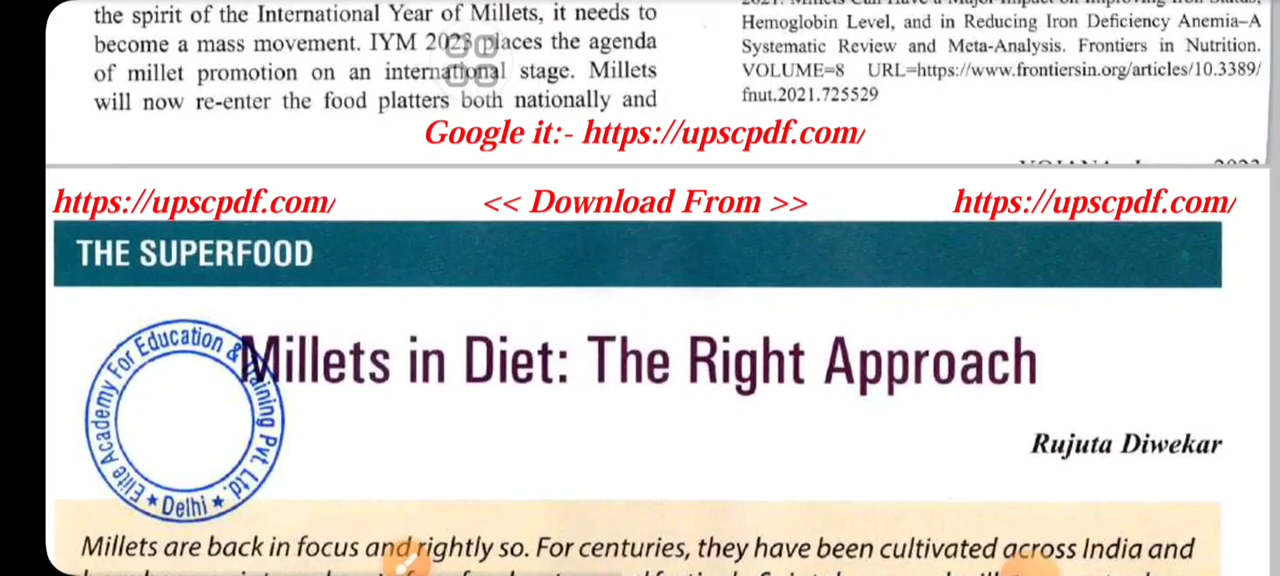 the spirit of the International Year of Millets, it needs to
become a mass movement. IYM 2023 places the agenda
of millet promotion on an international stage. Millets
will now re-enter the food platters both nationally and
Hemoglobin Level, and in Reducing Iron Deficiency Anemia–A
Systematic Review and Meta-Analysis. Frontiers in Nutrition.
VOLUME=8 URL=https://www.frontiersin.org/articles/10.3389/
fnut.2021.725529
Google it:- https://upscpdf.com/
https://upscpdf.com/ << Download From >> https://upscpdf.com/
THE SUPERFOOD
Millets in Diet: The Right Approach
Elite Academy For Education & Training Pvt. Ltd.
★ Delhi ★
Rujuta Diwekar
Millets are back in focus and rightly so. For centuries, they have been cultivated across India and